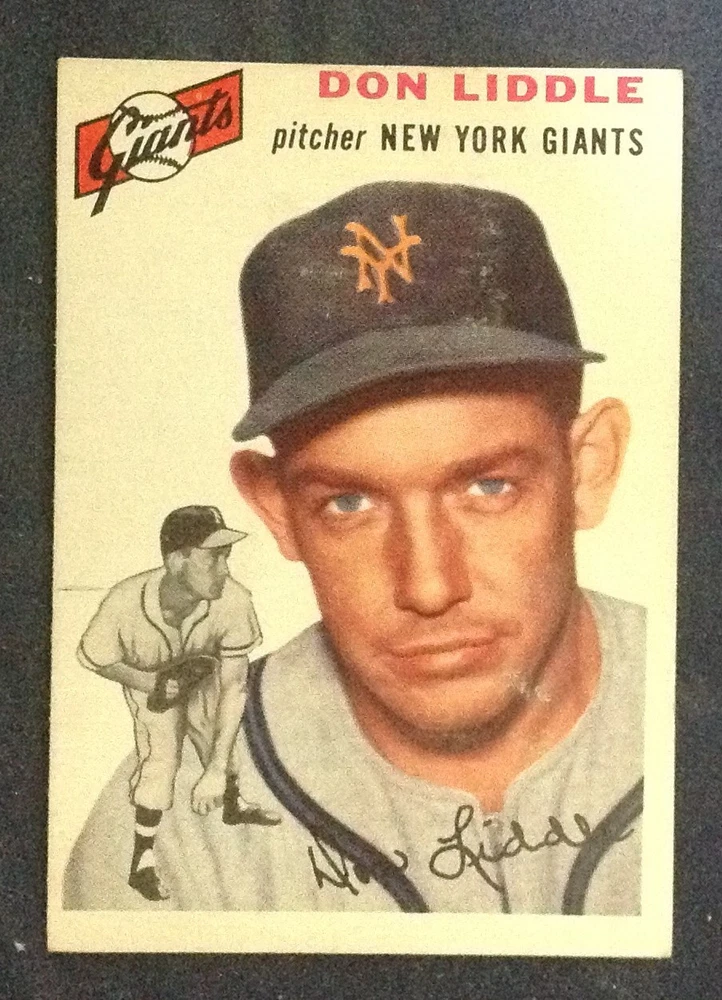 Giants
DON LIDDLE
pitcher NEW YORK GIANTS
NY
Don Liddle